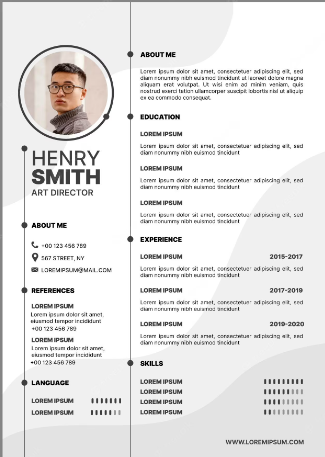 HENRY
SMITH
ART DIRECTOR
ABOUT ME
+00 123 456 789
567 STREET, NY
LOREMIPSUM@MAIL.COM
REFERENCES
LOREM IPSUM
Lorem ipsum dolor sit amet,
eiusmod tempor incididunt
+00 123 456 789
LOREM IPSUM
Lorem ipsum dolor sit amet,
eiusmod tempor incididunt
+00 123 456 789
LANGUAGE
LOREM IPSUM
LOREM IPSUM
ABOUT ME
Lorem ipsum dolor sit amet, consectetuer adipiscing elit, sed
diam nonummy nibh euismod tincidunt ut laoreet dolore magna
aliquam erat volutpat. Ut wisi enim ad minim veniam, quis
nostrud exerci tation ullamcorper suscipit lobortis nisl ut aliquip
ex ea commodo consequat.
EDUCATION
LOREM IPSUM
Lorem ipsum dolor sit amet, consectetuer adipiscing elit, sed
diam nonummy nibh euismod tincidunt
LOREM IPSUM
Lorem ipsum dolor sit amet, consectetuer adipiscing elit, sed
diam nonummy nibh euismod tincidunt
LOREM IPSUM
Lorem ipsum dolor sit amet, consectetuer adipiscing elit, sed
diam nonummy nibh euismod tincidunt
EXPERIENCE
LOREM IPSUM 2015-2017
Lorem ipsum dolor sit amet, consectetuer adipiscing elit, sed
diam nonummy nibh euismod tincidunt
LOREM IPSUM 2017-2019
Lorem ipsum dolor sit amet, consectetuer adipiscing elit, sed
diam nonummy nibh euismod tincidunt
LOREM IPSUM 2019-2020
Lorem ipsum dolor sit amet, consectetuer adipiscing elit, sed
diam nonummy nibh euismod tincidunt
SKILLS
LOREM IPSUM
LOREM IPSUM
LOREM IPSUM
LOREM IPSUM
WWW.LOREMIPSUM.COM